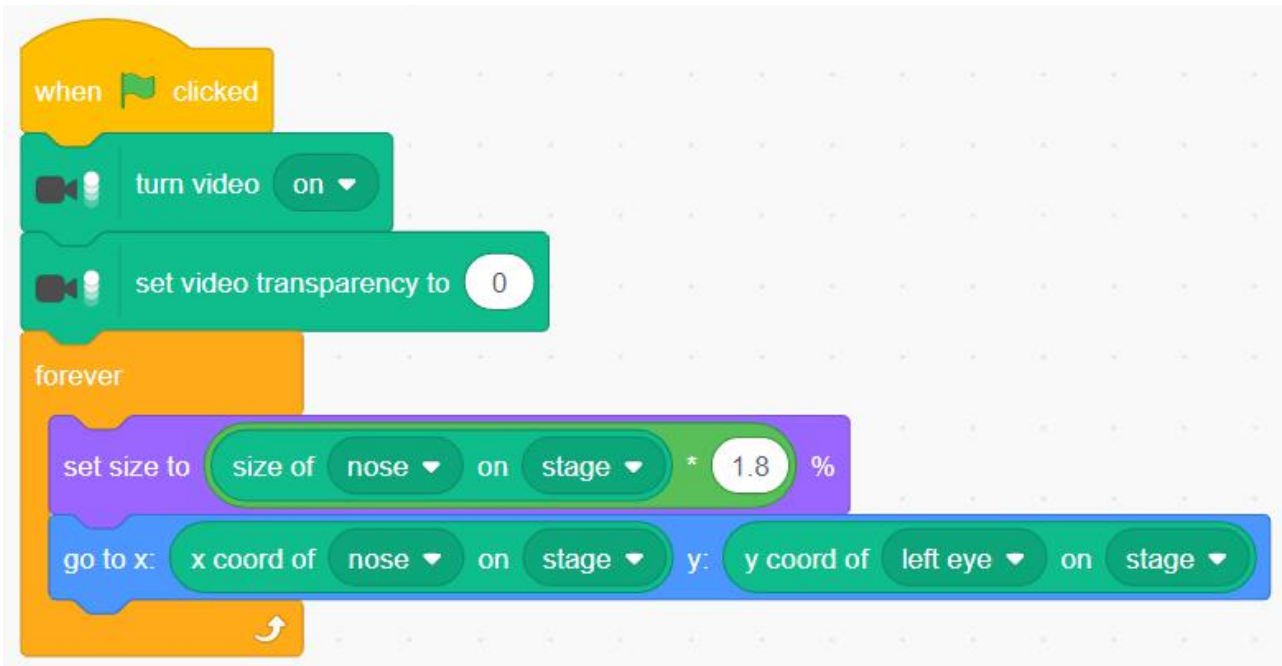 when clicked
turn video on
set video transparency to 0
forever
set size to size of nose on stage * 1.8 %
go to x: x coord of nose on stage y: y coord of left eye on stage